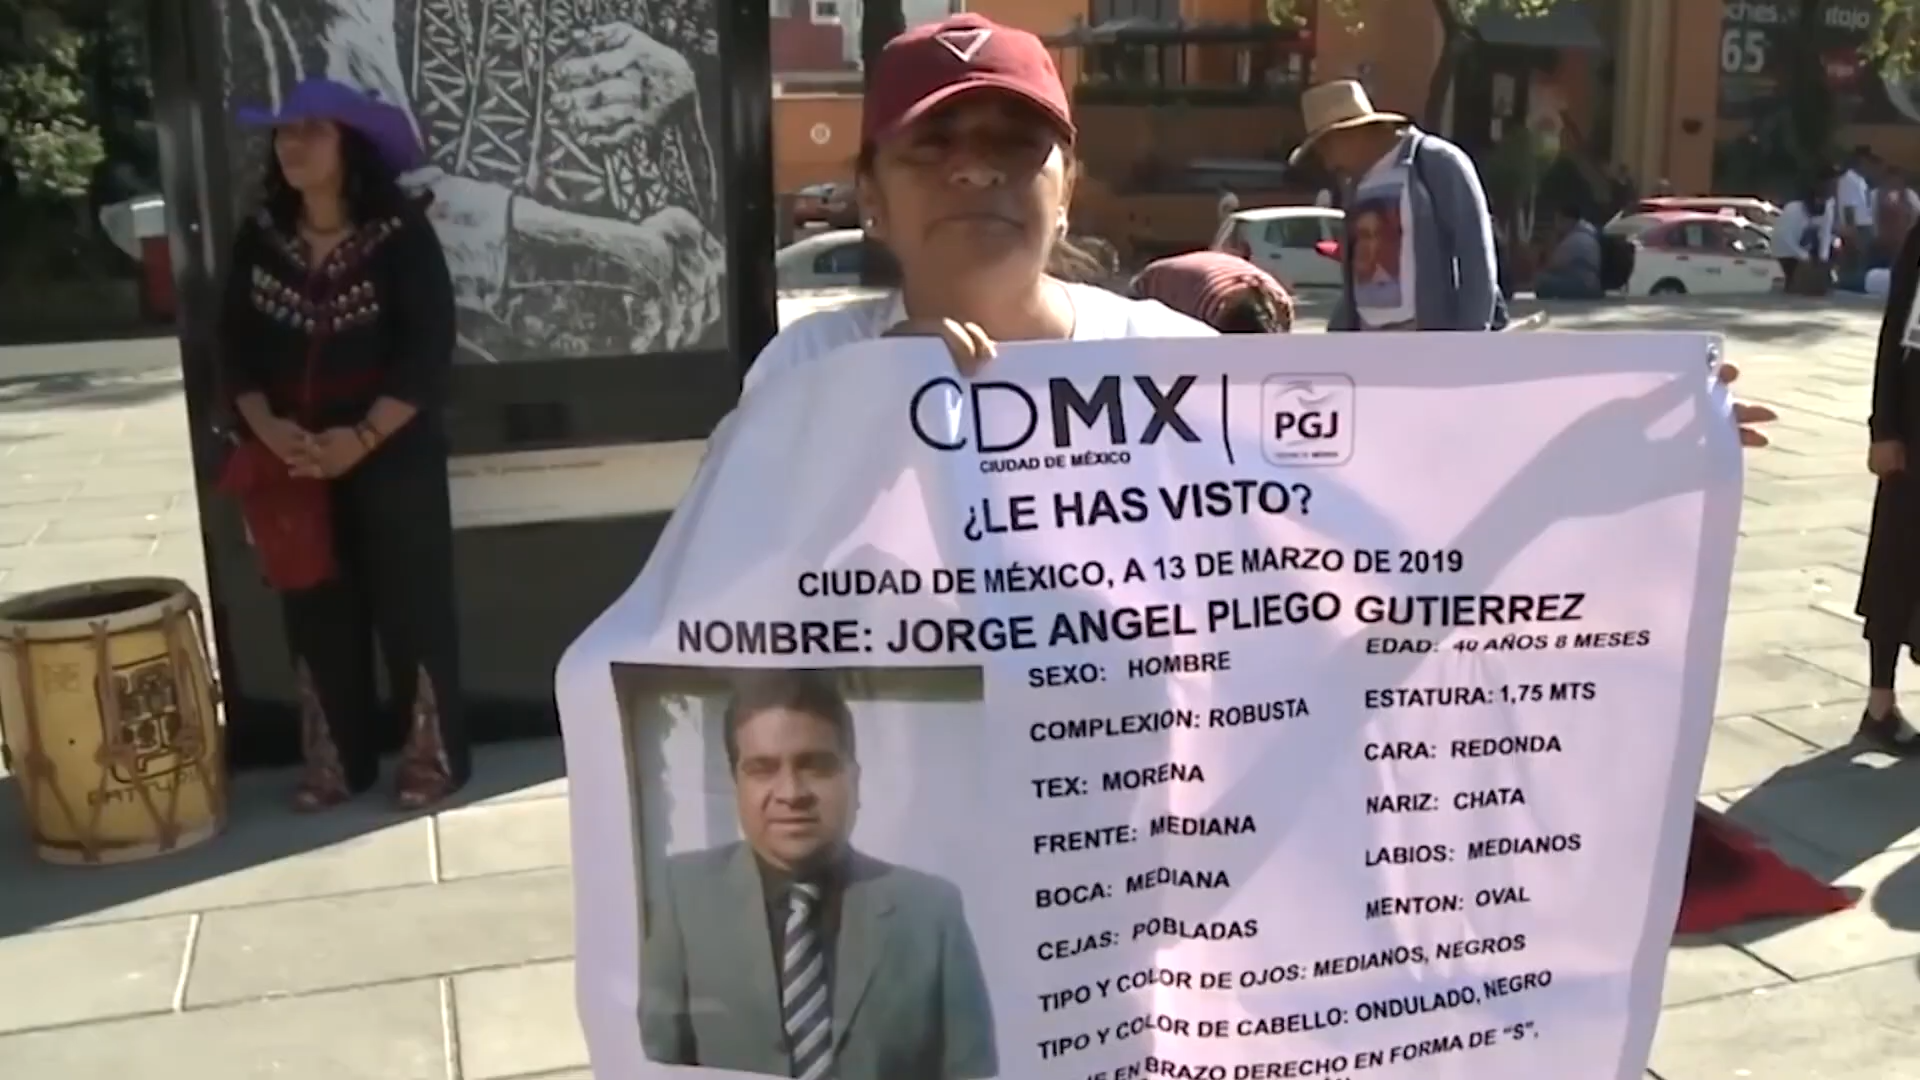 CDMX
CIUDAD DE MÉXICO
PGJ
¿LE HAS VISTO?
CIUDAD DE MÉXICO, A 13 DE MARZO DE 2019
NOMBRE: JORGE ANGEL PLIEGO GUTIERREZ
SEXO: HOMBRE
EDAD: 40 AÑOS 8 MESES
COMPLEXION: ROBUSTA
ESTATURA: 1,75 MTS
TEX: MORENA
CARA: REDONDA
FRENTE: MEDIANA
NARIZ: CHATA
BOCA: MEDIANA
LABIOS: MEDIANOS
CEJAS: POBLADAS
MENTON: OVAL
TIPO Y COLOR DE OJOS: MEDIANOS, NEGROS
TIPO Y COLOR DE CABELLO: ONDULADO, NEGRO
EN BRAZO DERECHO EN FORMA DE "S",
65